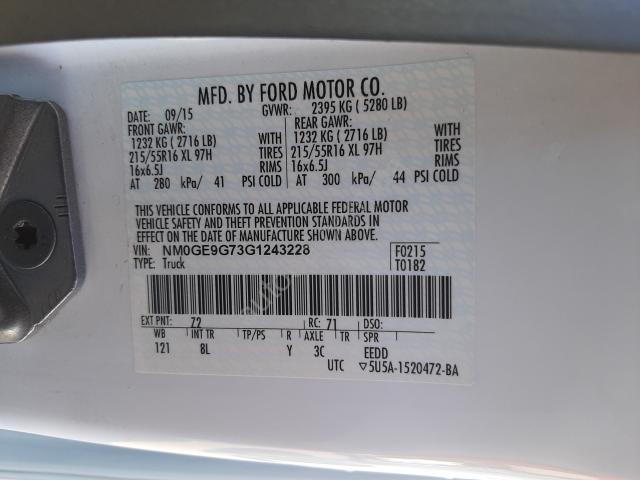 MFD. BY FORD MOTOR CO.
DATE: 09/15 GVWR: 2395 KG ( 5280 LB)
FRONT GAWR: REAR GAWR:
1232 KG ( 2716 LB) WITH 1232 KG ( 2716 LB) WITH
215/55R16 XL 97H TIRES 215/55R16 XL 97H TIRES
16x6.5J RIMS 16x6.5J RIMS
AT 280 kPa/ 41 PSI COLD AT 300 kPa/ 44 PSI COLD
THIS VEHICLE CONFORMS TO ALL APPLICABLE FEDERAL MOTOR
VEHICLE SAFETY AND THEFT PREVENTION STANDARDS IN
EFFECT ON THE DATE OF MANUFACTURE SHOWN ABOVE.
VIN: NM0GE9G73G1243228 F0215
TYPE: Truck T0182
EXT PNT: 72 RC: 71 DSO:
WB INT TR TP/PS R AXLE TR SPR
121 8L Y 3C EEDD
UTC ▽5U5A-1520472-BA